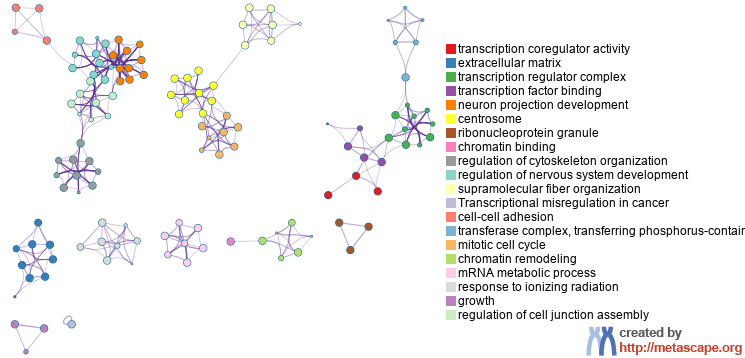 transcription coregulator activity
extracellular matrix
transcription regulator complex
transcription factor binding
neuron projection development
centrosome
ribonucleoprotein granule
chromatin binding
regulation of cytoskeleton organization
regulation of nervous system development
supramolecular fiber organization
Transcriptional misregulation in cancer
cell-cell adhesion
transferase complex, transferring phosphorus-contair
mitotic cell cycle
chromatin remodeling
mRNA metabolic process
response to ionizing radiation
growth
regulation of cell junction assembly
created by
http://metascape.org